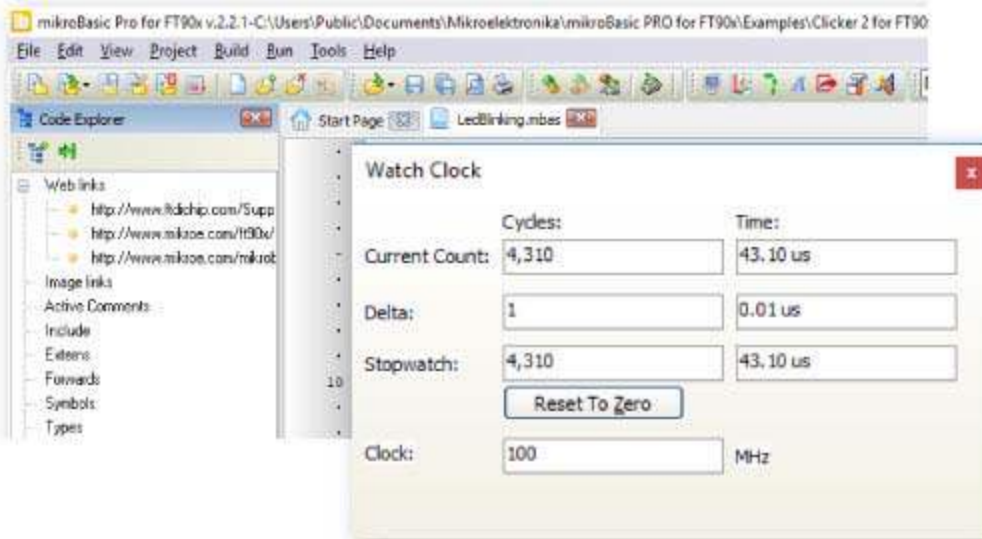 mikroBasic Pro for FT90x v.2.2.1-C:\Users\Public\Documents\Mikroelektronika\mikroBasic PRO for FT90x\Examples\Clicker 2 for FT90
File Edit View Project Build Run Tools Help
Code Explorer
Start Page LedBlinking.mbas
Web links
http://www.ftdichip.com/Supp
http://www.mikroe.com/ft90x/
http://www.mikroe.com/mikrob
Image links
Active Comments
Include
Externs
Forwards
Symbols
Types
10
Watch Clock
Cycles: Time:
Current Count: 4,310 43.10 us
Delta: 1 0.01 us
Stopwatch: 4,310 43.10 us
Reset To Zero
Clock: 100 MHz